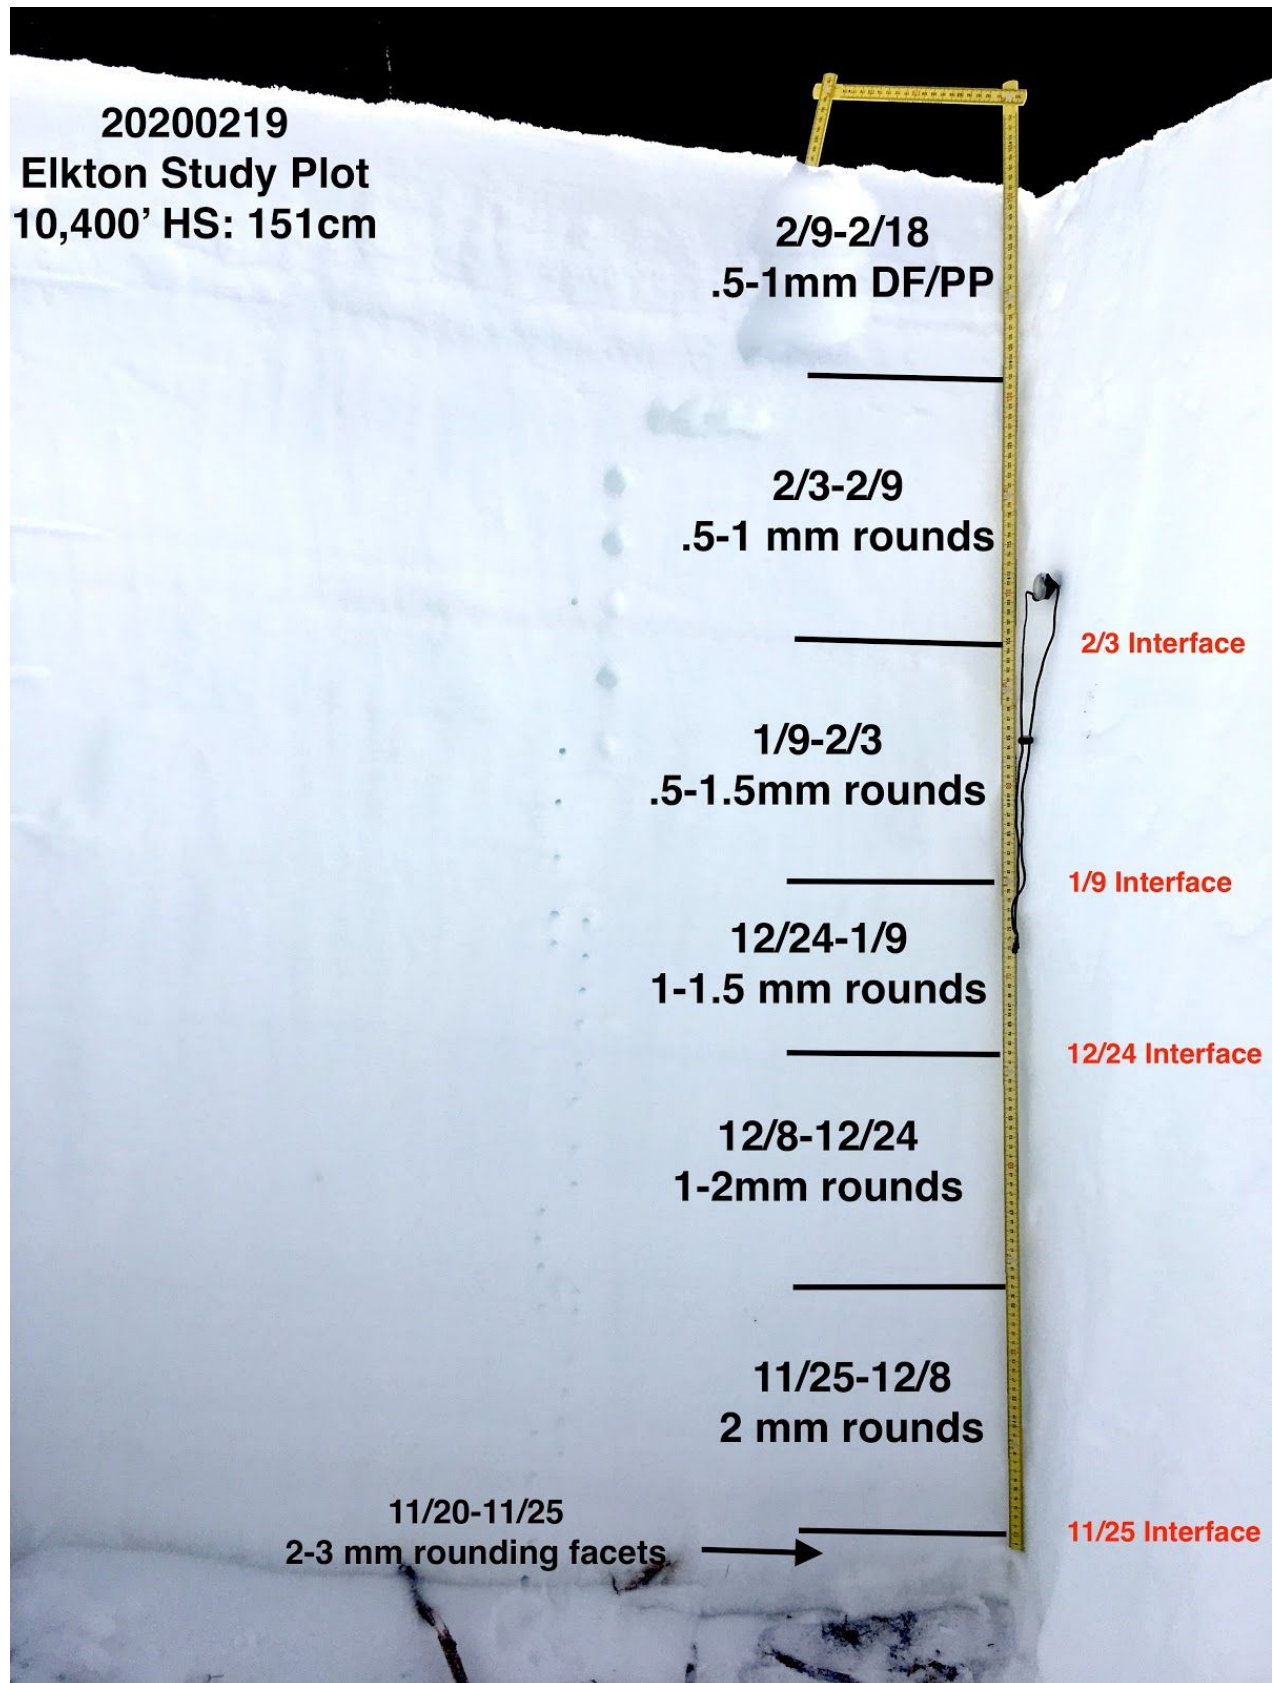 20200219
Elkton Study Plot
10,400’ HS: 151cm
2/9-2/18
.5-1mm DF/PP
2/3-2/9
.5-1 mm rounds
2/3 Interface
1/9-2/3
.5-1.5mm rounds
1/9 Interface
12/24-1/9
1-1.5 mm rounds
12/24 Interface
12/8-12/24
1-2mm rounds
11/25-12/8
2 mm rounds
11/20-11/25
2-3 mm rounding facets
11/25 Interface